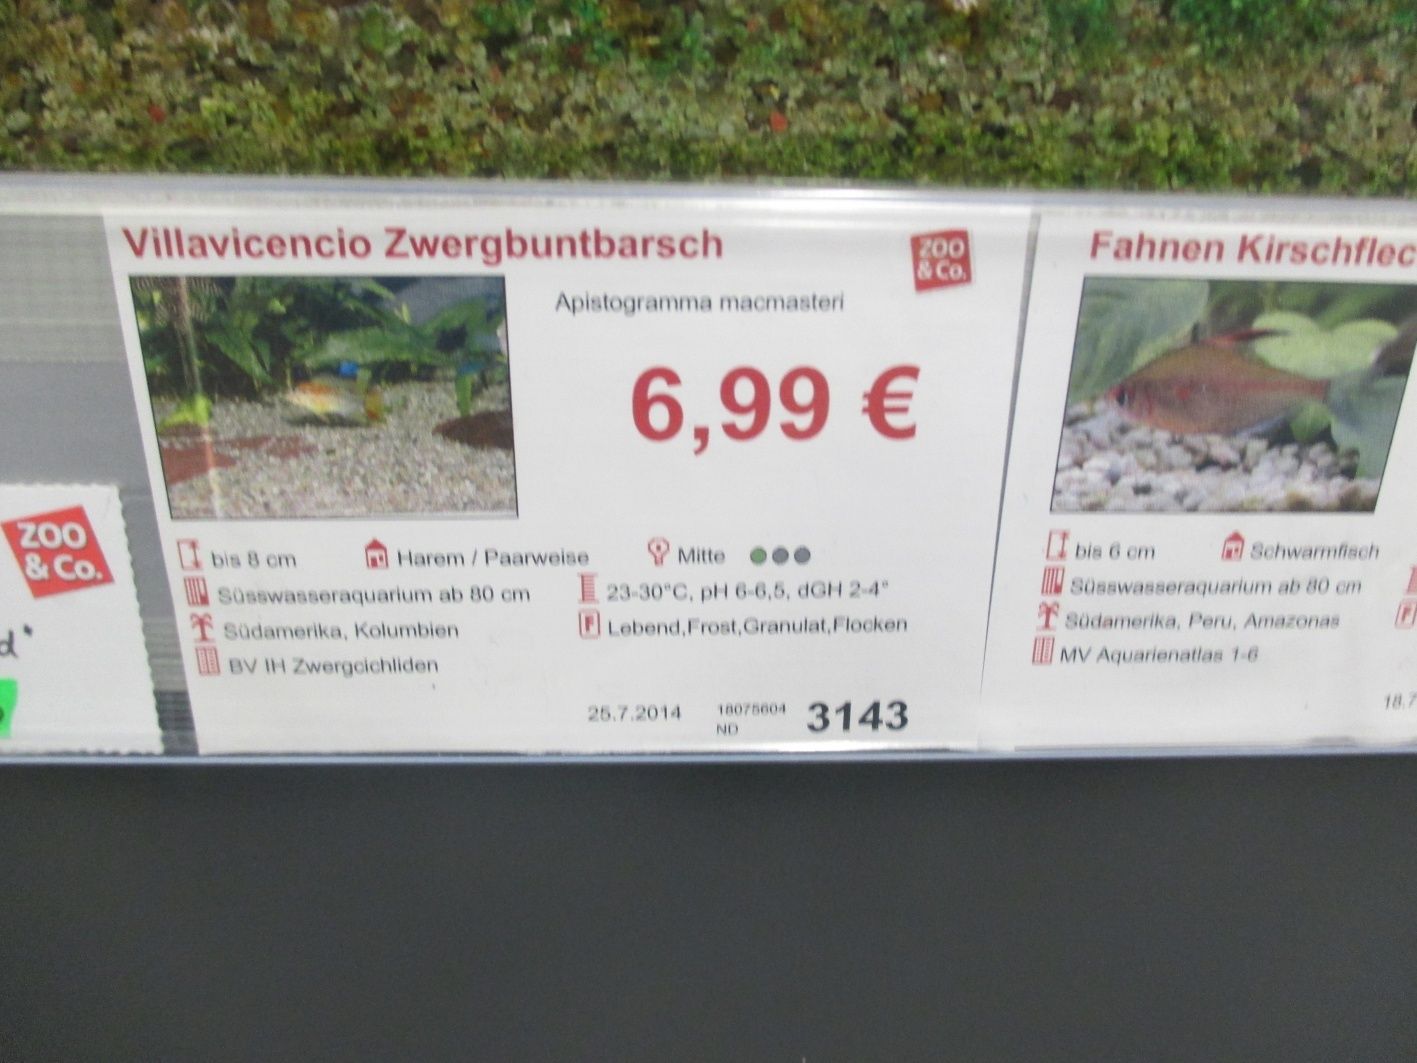 Villavicencio Zwergbuntbarsch
ZOO
& Co.
Apistogramma macmasteri
6,99 €
bis 8 cm
Harem / Paarweise
Mitte
Süsswasseraquarium ab 80 cm
23-30°C, pH 6-6,5, dGH 2-4°
Südamerika, Kolumbien
F
Lebend,Frost,Granulat,Flocken
BV IH Zwergcichliden
25.7.2014
18075604
ND
3143
Fahnen Kirschflec
bis 6 cm
Schwarmfisch
Süsswasseraquarium ab 80 cm
Südamerika, Peru, Amazonas
F
MV Aquarienatlas 1-6
18.7
ZOO
& Co.